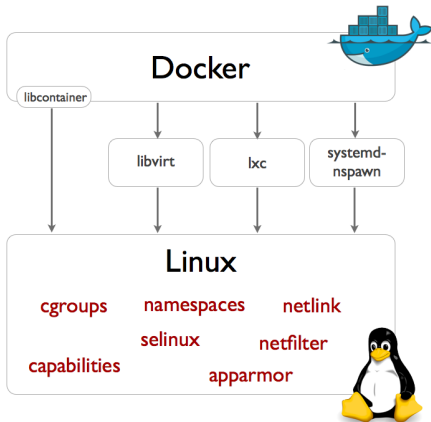 Docker
libcontainer
libvirt
lxc
systemd-
nspawn
Linux
cgroups
namespaces
netlink
selinux
netfilter
capabilities
apparmor